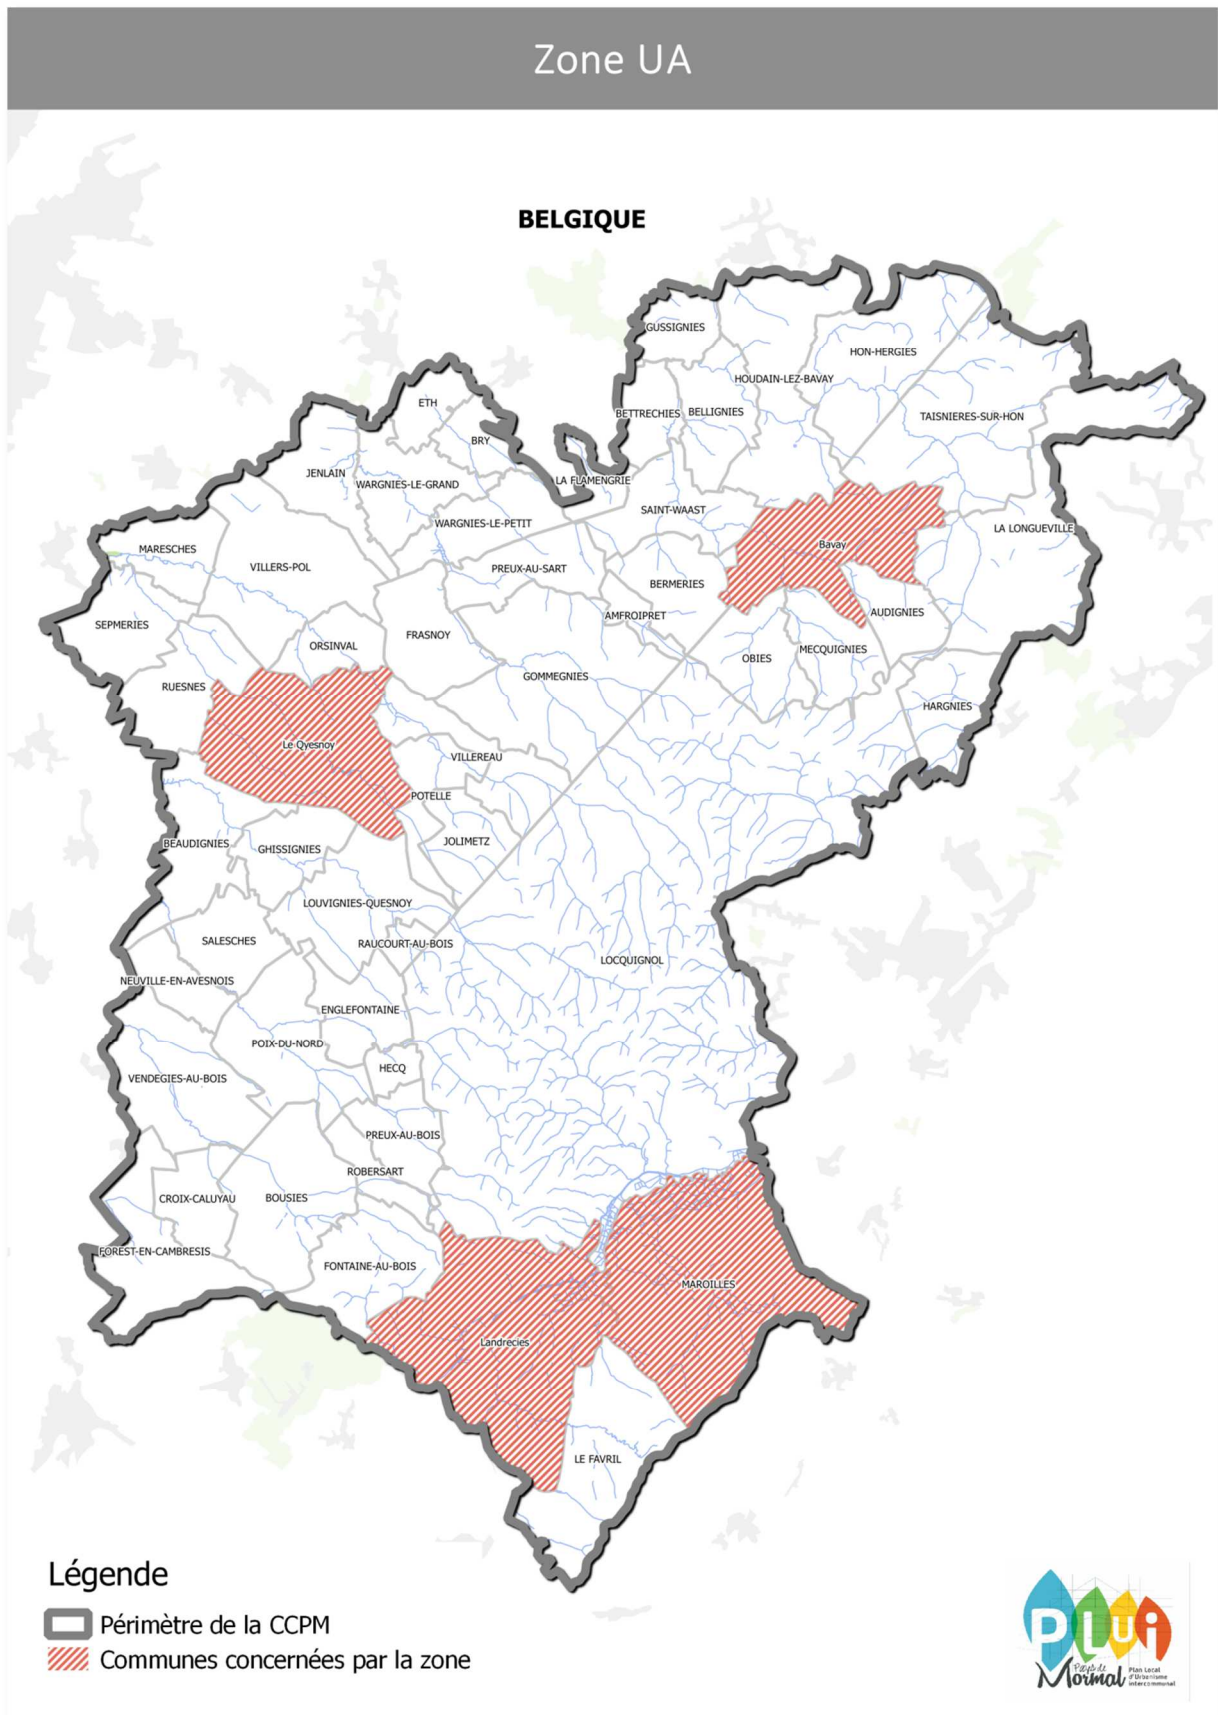 Zone UA
BELGIQUE
GUSSIGNIES
HON-HERGIES
HOUDAIN-LEZ-BAVAY
ETH
BETTRECHIES
BELLIGNIES
TAISNIERES-SUR-HON
BRY
JENLAIN
WARGNIES-LE-GRAND
LA FLAMENGRIE
SAINT-WAAST
WARGNIES-LE-PETIT
LA LONGUEVILLE
MARESCHES
Bavay
VILLERS-POL
PREUX-AU-SART
BERMERIES
SEPMERIES
AMFROIPRET
AUDIGNIES
FRASNOY
ORSINVAL
MECQUIGNIES
OBIES
GOMMEGNIES
RUESNES
HARGNIES
Le Qyesnoy
VILLEREAU
POTELLE
BEAUDIGNIES
GHISSIGNIES
JOLIMETZ
LOUVIGNIES-QUESNOY
SALESCHES
RAUCOURT-AU-BOIS
LOCQUIGNOL
NEUVILLE-EN-AVESNOIS
ENGLEFONTAINE
POIX-DU-NORD
HECQ
VENDEGIES-AU-BOIS
PREUX-AU-BOIS
ROBERSART
CROIX-CALUYAU
BOUSIES
FOREST-EN-CAMBRESIS
FONTAINE-AU-BOIS
MAROILLES
Landrecies
LE FAVRIL
Légende
Périmètre de la CCPM
Communes concernées par la zone
PLUi
Pays de
Mormal
Plan Local
d'Urbanisme
intercommunal